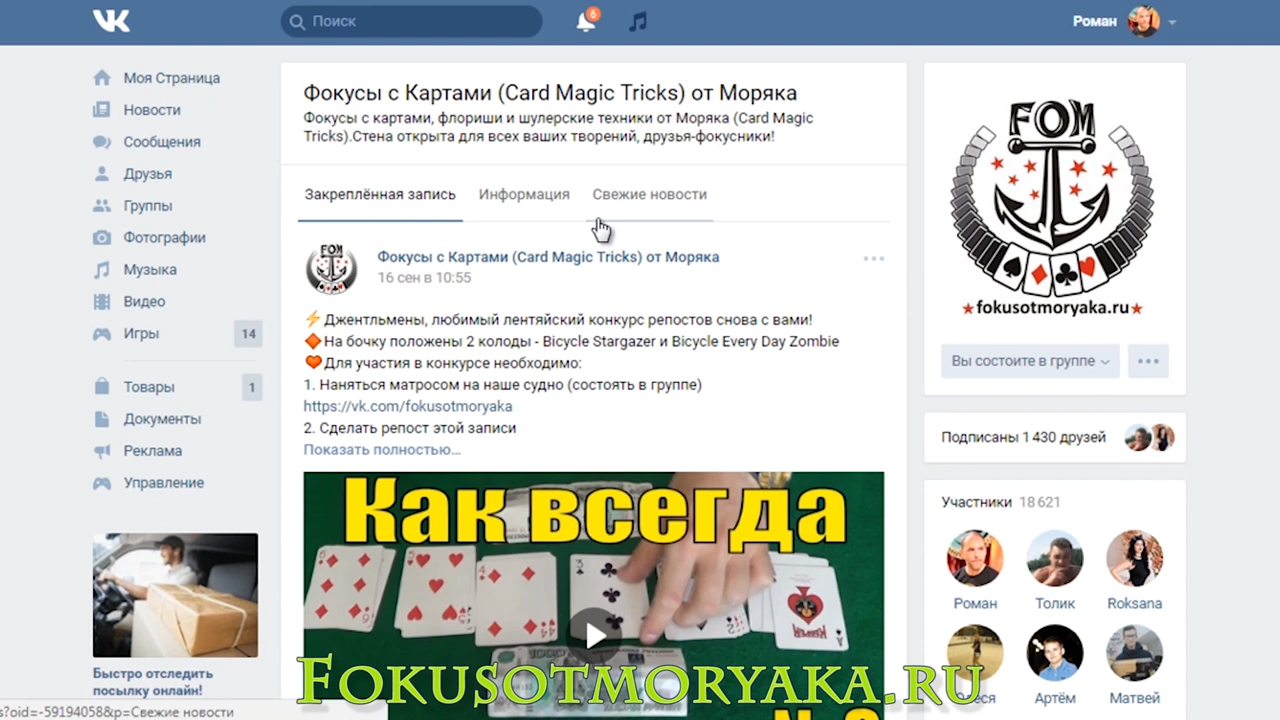 Поиск
6
Роман
Моя Страница
Новости
Сообщения
Друзья
Группы
Фотографии
Музыка
Видео
Игры
14
Товары
1
Документы
Реклама
Управление
Быстро отследить
посылку онлайн!
Фокусы с Картами (Card Magic Tricks) от Моряка
Фокусы с картами, флориши и шулерские техники от Моряка (Card Magic
Tricks).Стена открыта для всех ваших творений, друзья-фокусники!
Закреплённая запись
Информация
Свежие новости
FOM
Фокусы с Картами (Card Magic Tricks) от Моряка
16 сен в 10:55
Джентльмены, любимый лентяйский конкурс репостов снова с вами!
На бочку положены 2 колоды - Bicycle Stargazer и Bicycle Every Day Zombie
Для участия в конкурсе необходимо:
1. Наняться матросом на наше судно (состоять в группе)
https://vk.com/fokusotmoryaka
2. Сделать репост этой записи
Показать полностью...
Как всегда
FOKUSOTMORYAKA.RU
FOM
fokusotmoryaka.ru
Вы состоите в группе
Подписаны 1 430 друзей
Участники 18 621
Роман
Толик
Roksana
Артём
Матвей
s?oid=-59194058&p=Свежие новости